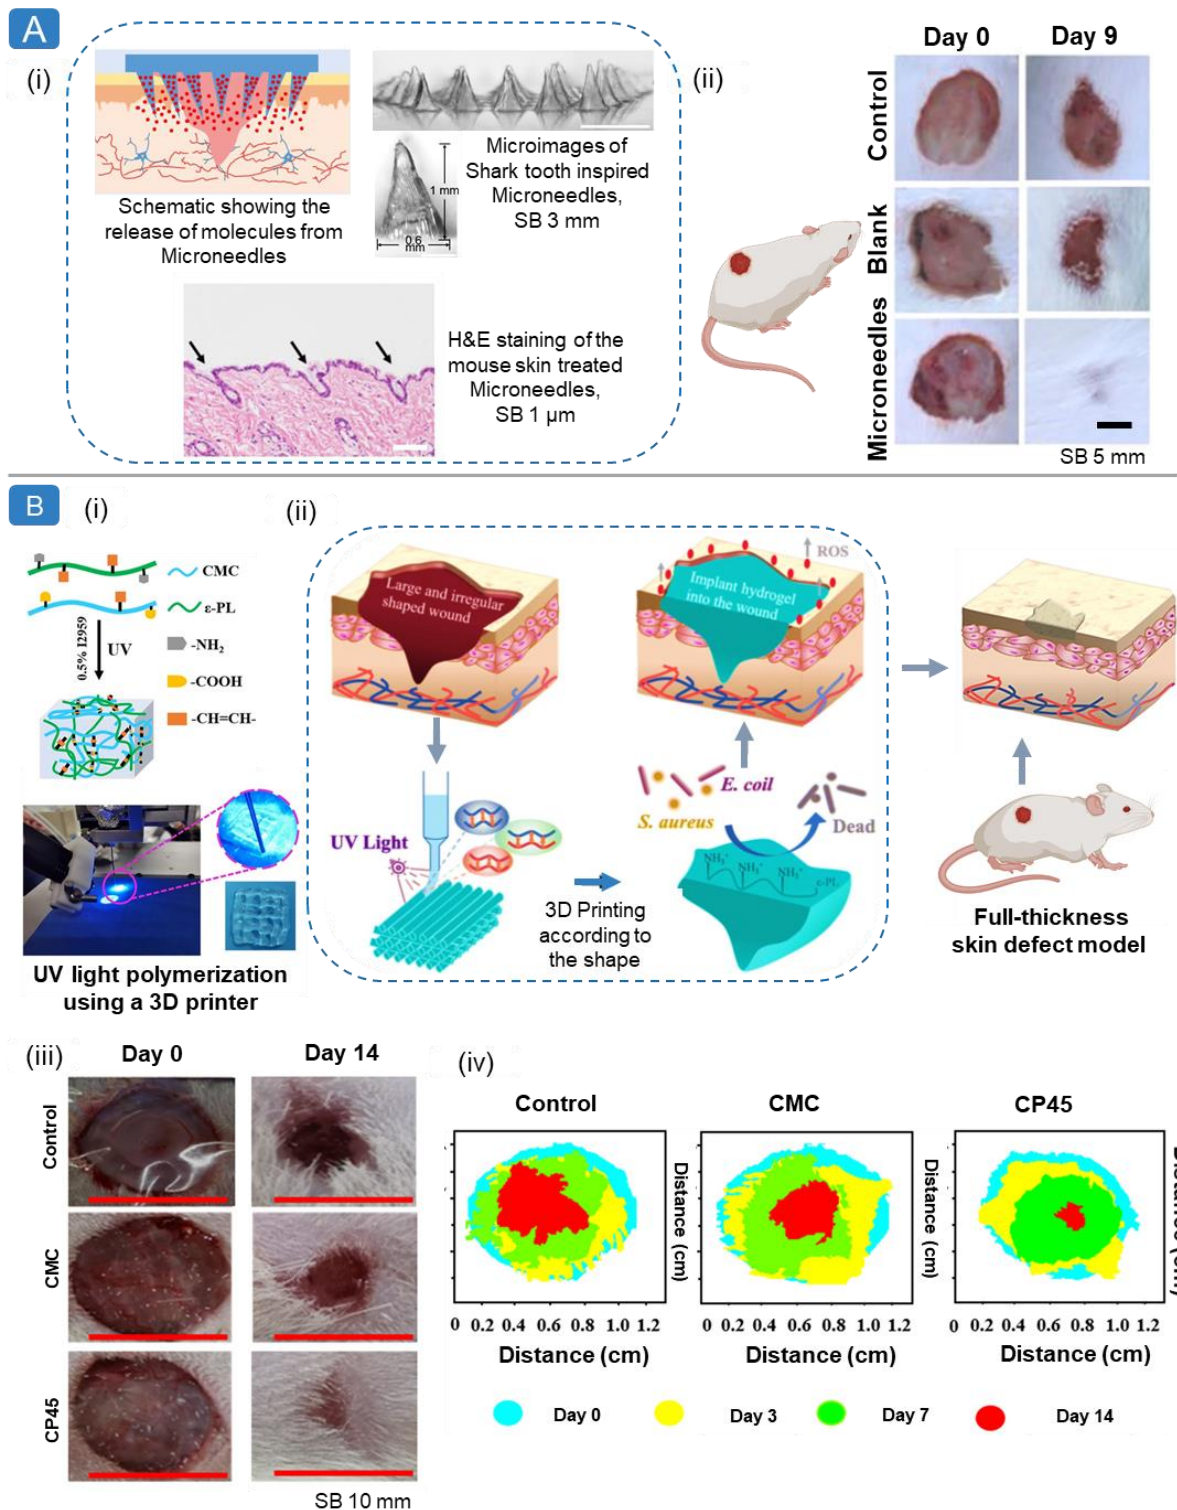 A
(i)
Schematic showing the
release of molecules from
Microneedles
1 mm
0.6
mm
Microimages of
Shark tooth inspired
Microneedles,
SB 3 mm
H&E staining of the
mouse skin treated
Microneedles,
SB 1 µm
(ii)
Day 0
Day 9
Control
Blank
Microneedles
SB 5 mm
B
(i)
CMC
ε-PL
-NH2
-COOH
-CH=CH-
0.5% I2959
UV
UV light polymerization
using a 3D printer
(ii)
Large and irregular
shaped wound
UV Light
3D Printing
according to
the shape
ROS
Implant hydrogel
into the wound
E. coil
S. aureus
Dead
NH3+
NH3+
NH3+
ε-PL
Full-thickness
skin defect model
(iii)
Day 0
Day 14
Control
CMC
CP45
SB 10 mm
(iv)
Control
CMC
CP45
Distance (cm)
Distance (cm)
Distance (cm)
0 0.2 0.4 0.6 0.8 1.0 1.2
0 0.2 0.4 0.6 0.8 1.0 1.2
0 0.2 0.4 0.6 0.8 1.0 1.2
Distance (cm)
Distance (cm)
Distance (cm)
Day 0
Day 3
Day 7
Day 14